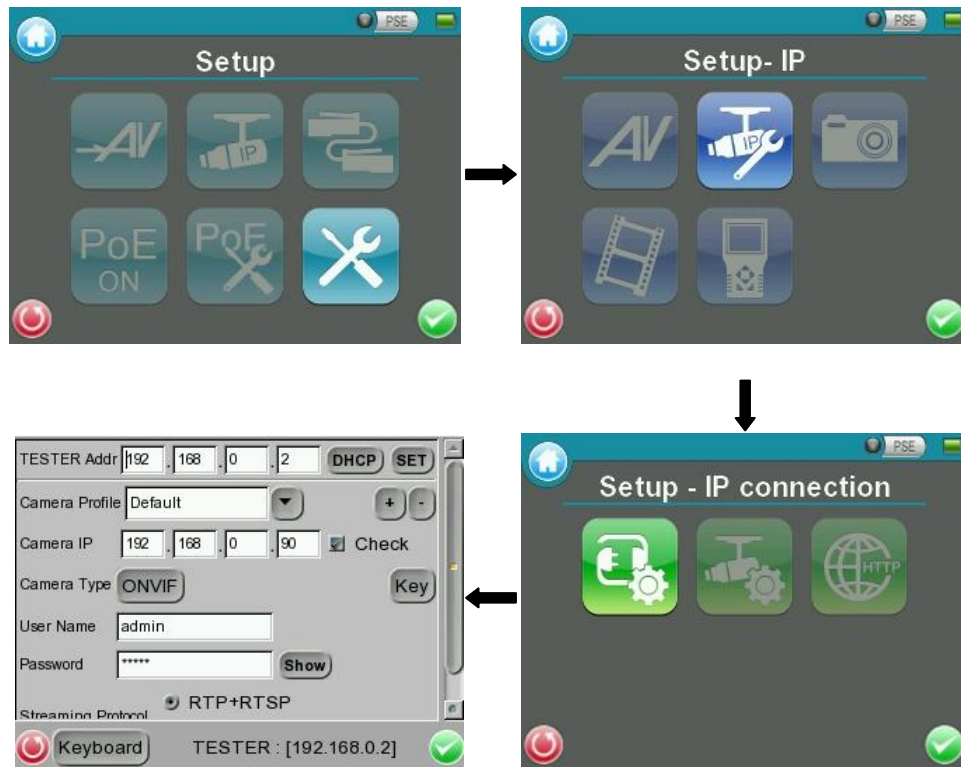 PSE
Setup
AV
IP
PoE
ON
PoE
PSE
Setup- IP
AV
IP
PSE
Setup - IP connection
HTTP
TESTER Addr 192 . 168 . 0 . 2 DHCP SET
Camera Profile Default + -
Camera IP 192 . 168 . 0 . 90 Check
Camera Type ONVIF Key
User Name admin
Password ***** Show
Streaming Protocol RTP+RTSP
Keyboard TESTER : [192.168.0.2]